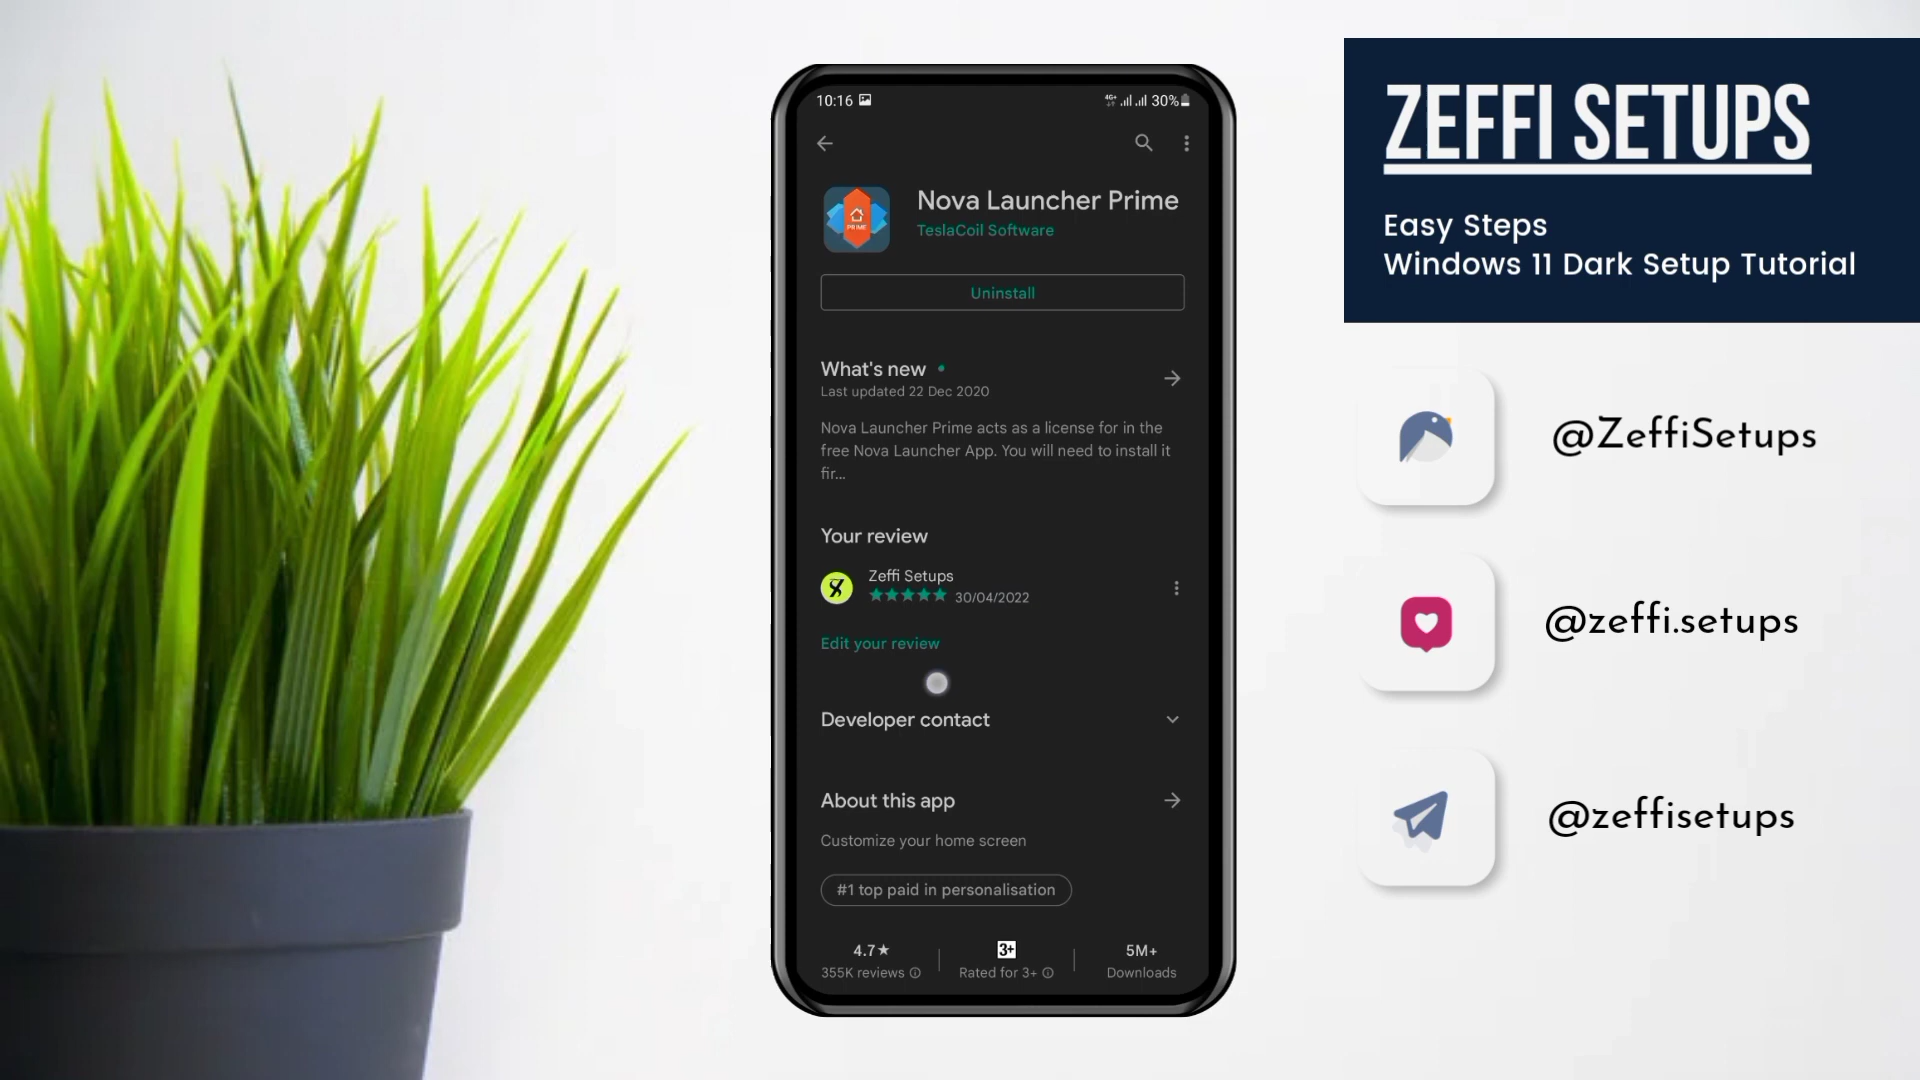 10:16
4G+ 30%
Nova Launcher Prime
PRIME
TeslaCoil Software
Uninstall
What's new
Last updated 22 Dec 2020
Nova Launcher Prime acts as a license for in the
free Nova Launcher App. You will need to install it
fir...
Your review
Zeffi Setups
30/04/2022
Edit your review
Developer contact
About this app
Customize your home screen
#1 top paid in personalisation
4.7★
355K reviews
3+
Rated for 3+
5M+
Downloads
ZEFFI SETUPS
Easy Steps
Windows 11 Dark Setup Tutorial
@ZeffiSetups
@zeffi.setups
@zeffisetups